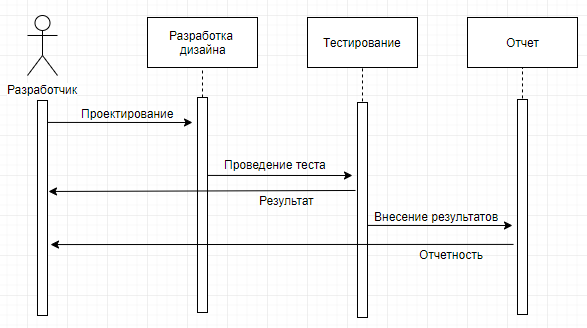 Разработка
дизайна
Тестирование
Отчет
Разработчик
Проектирование
Проведение теста
Результат
Внесение результатов
Отчетность